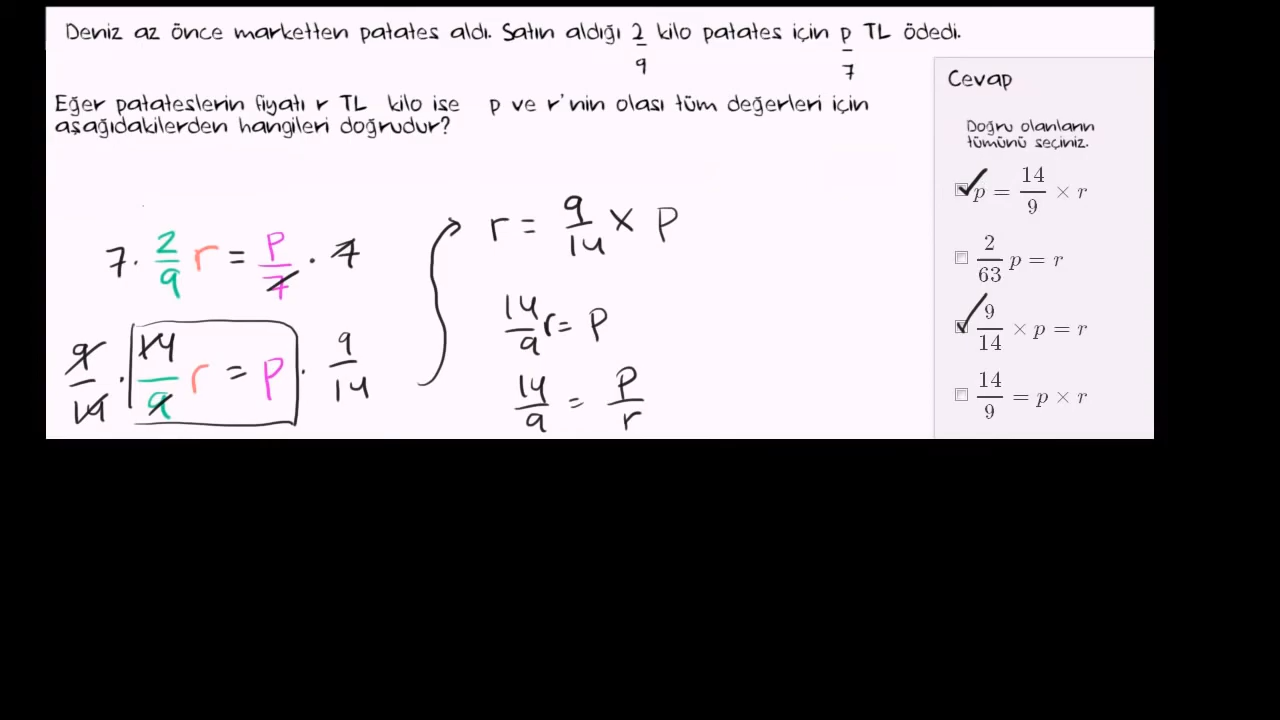 Deniz az önce marketten patates aldı. Satın aldığı 2/9 kilo patates için p/7 TL ödedi.
Eğer patateslerin fiyatı r TL kilo ise p ve r'nin olası tüm değerleri için
aşağıdakilerden hangileri doğrudur?
7 · 2/9 r = p/7 · 7
9/14 · 14/9 r = p · 9/14
r = 9/14 x p
14/9 r = p
14/9 = p/r
Cevap
Doğru olanların
tümünü seçiniz.
p = 14/9 × r
2/63 p = r
9/14 × p = r
14/9 = p × r